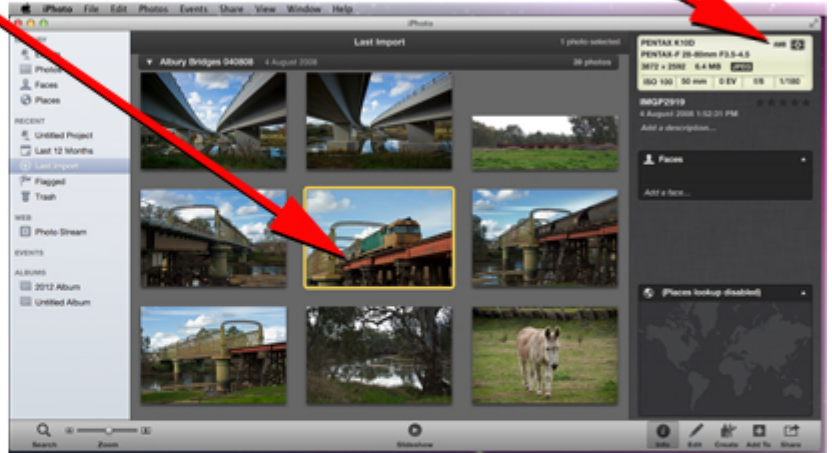 iPhoto File Edit Photos Events Share View Window Help
iPhoto
Photos
Faces
Places
RECENT
Untitled Project
Last 12 Months
Last Import
Flagged
Trash
WEB
Photo Stream
EVENTS
ALBUMS
2012 Album
Untitled Album
Last Import
1 photo selected
Albury Bridges 040808 4 August 2008
39 photos
PENTAX K10D
AWB
PENTAX-F 28-80mm F3.5-4.5
3872 × 2592 6.4 MB JPEG
ISO 100 50 mm 0 EV f/8 1/180
IMGP2919
4 August 2008 1:52:31 PM
Add a description...
Faces
Add a face...
(Places lookup disabled)
Search
Zoom
Slideshow
Info
Edit
Create
Add To
Share